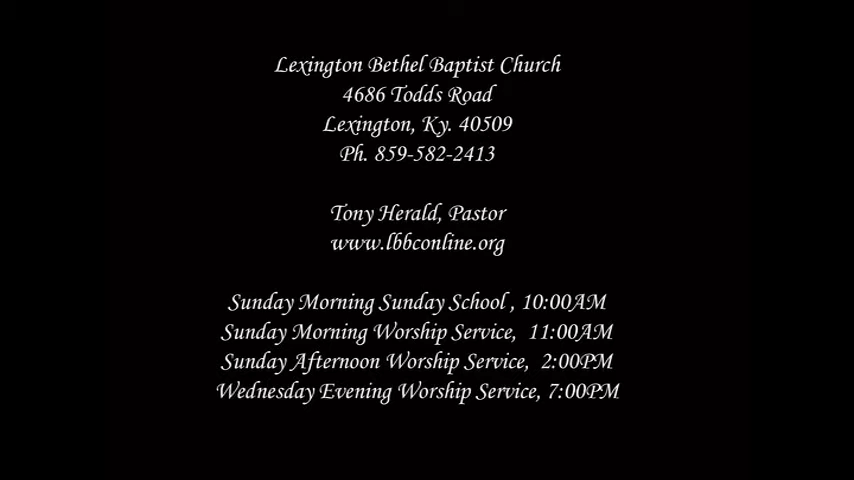 Lexington Bethel Baptist Church
4686 Todds Road
Lexington, Ky. 40509
Ph. 859-582-2413
Tony Herald, Pastor
www.lbbconline.org
Sunday Morning Sunday School , 10:00AM
Sunday Morning Worship Service, 11:00AM
Sunday Afternoon Worship Service, 2:00PM
Wednesday Evening Worship Service, 7:00PM